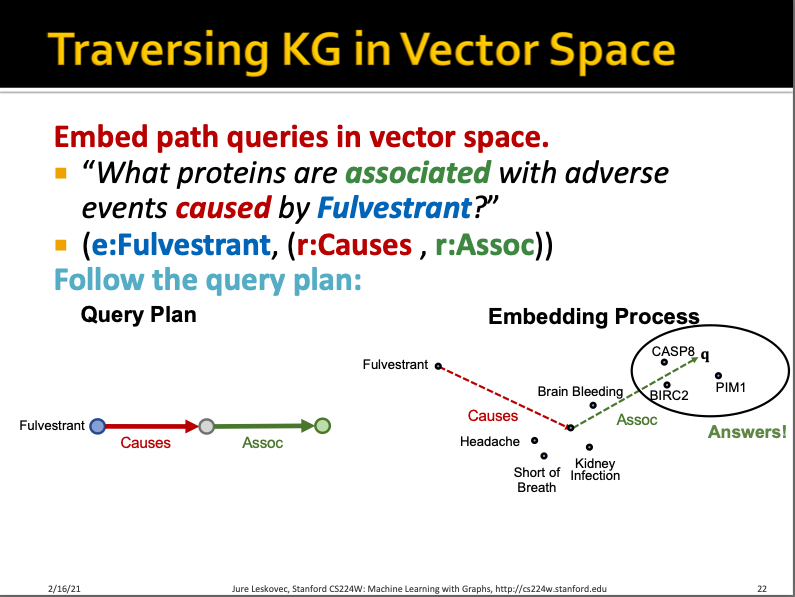 Traversing KG in Vector Space
Embed path queries in vector space.
"What proteins are associated with adverse
events caused by Fulvestrant?"
(e:Fulvestrant, (r:Causes , r:Assoc))
Follow the query plan:
Query Plan
Fulvestrant
Causes
Assoc
Embedding Process
Fulvestrant
CASP8
q
BIRC2
PIM1
Brain Bleeding
Causes
Assoc
Answers!
Headache
Short of
Breath
Kidney
Infection
2/16/21
Jure Leskovec, Stanford CS224W: Machine Learning with Graphs, http://cs224w.stanford.edu
22